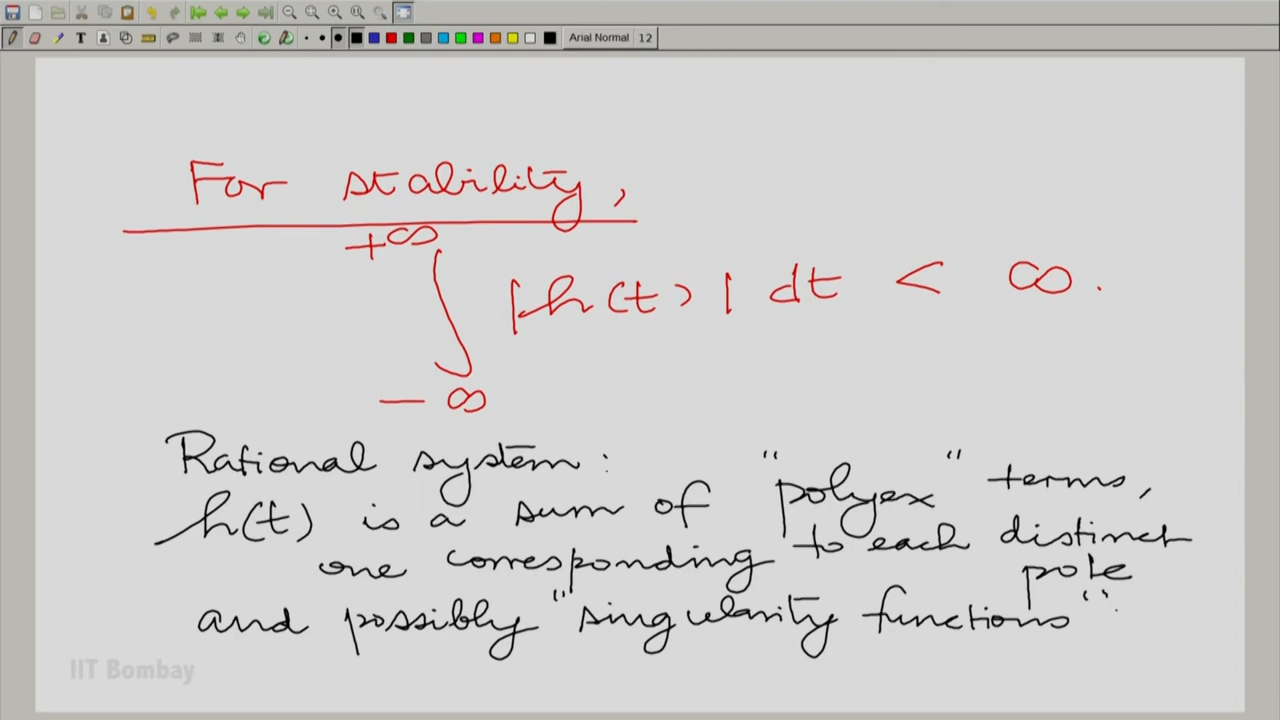 Arial Normal 12
For stability,
+∞
∫ |h(t)| dt < ∞.
- ∞
Rational system:
h(t) is a sum of "polyex" terms,
one corresponding to each distinct
pole
and possibly "singularity functions".
IIT Bombay